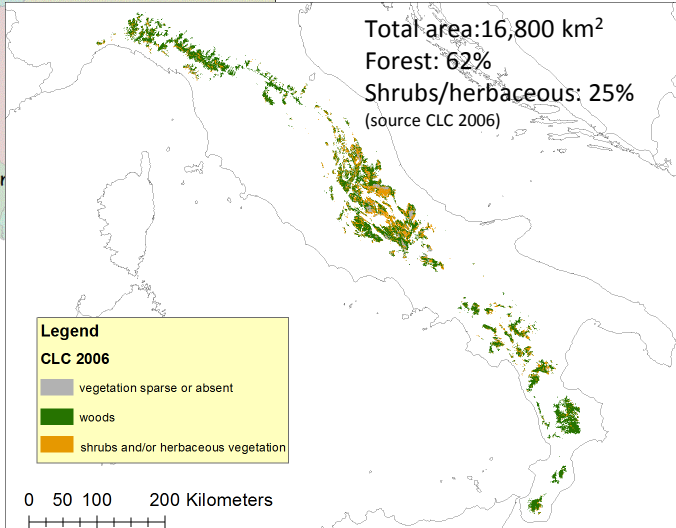 Total area:16,800 km²
Forest: 62%
Shrubs/herbaceous: 25%
(source CLC 2006)
r
Legend
CLC 2006
vegetation sparse or absent
woods
shrubs and/or herbaceous vegetation
0 50 100 200 Kilometers